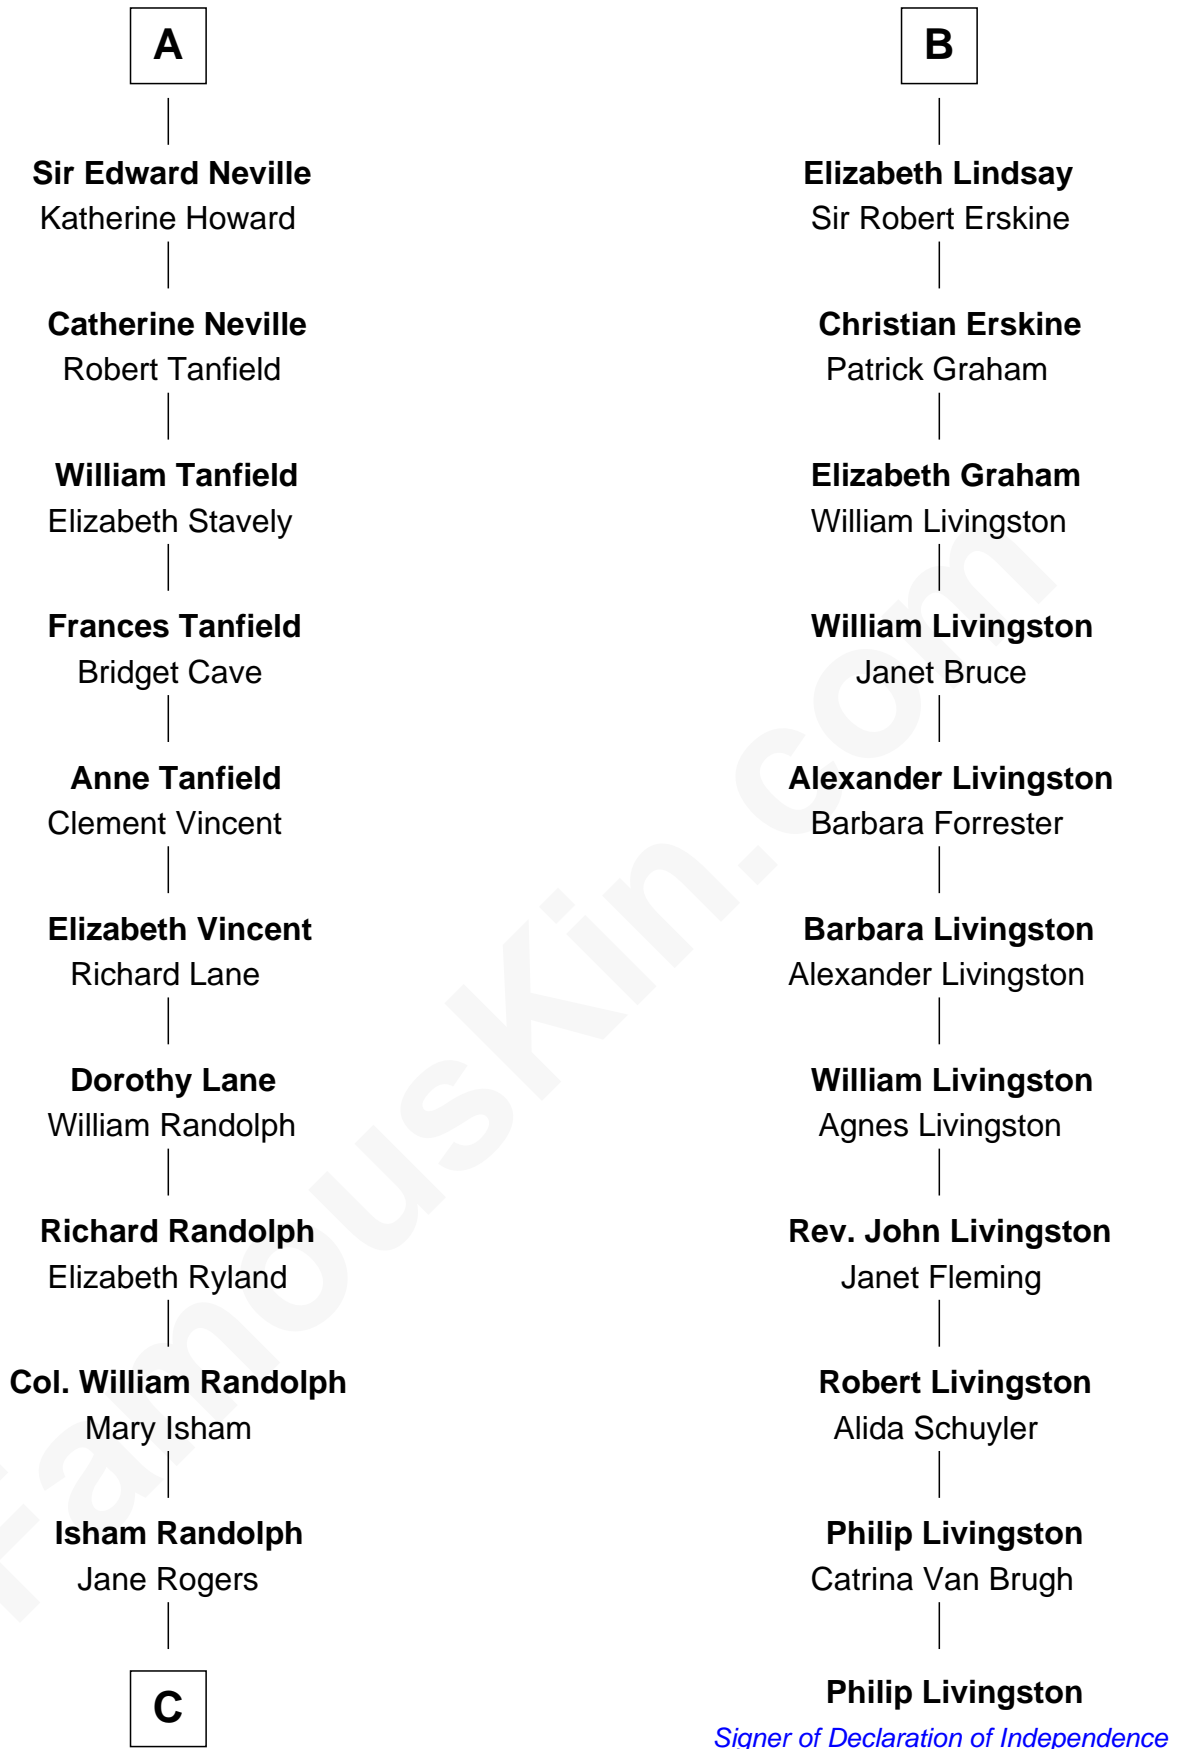 A
Sir Edward Neville
Katherine Howard
Catherine Neville
Robert Tanfield
William Tanfield
Elizabeth Stavely
Frances Tanfield
Bridget Cave
Anne Tanfield
Clement Vincent
Elizabeth Vincent
Richard Lane
Dorothy Lane
William Randolph
Richard Randolph
Elizabeth Ryland
Col. William Randolph
Mary Isham
Isham Randolph
Jane Rogers
C
B
Elizabeth Lindsay
Sir Robert Erskine
Christian Erskine
Patrick Graham
Elizabeth Graham
William Livingston
William Livingston
Janet Bruce
Alexander Livingston
Barbara Forrester
Barbara Livingston
Alexander Livingston
William Livingston
Agnes Livingston
Rev. John Livingston
Janet Fleming
Robert Livingston
Alida Schuyler
Philip Livingston
Catrina Van Brugh
Philip Livingston
Signer of Declaration of Independence
FamousKin.com